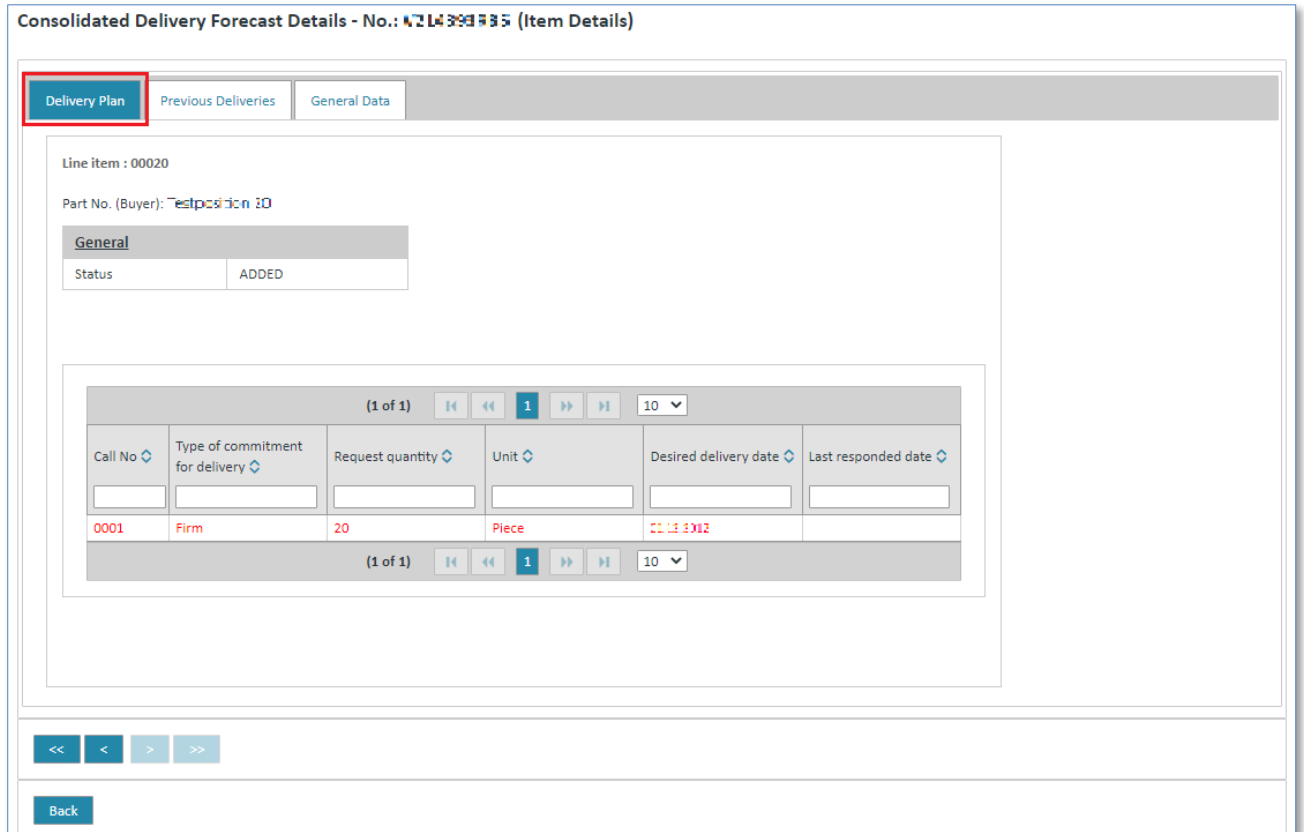 Consolidated Delivery Forecast Details - No.: (Item Details)
Delivery Plan Previous Deliveries General Data
Line item : 00020
Part No. (Buyer):
General
Status ADDED
(1 of 1) 1 10
Call No Type of commitment for delivery Request quantity Unit Desired delivery date Last responded date
0001 Firm 20 Piece
(1 of 1) 1 10
<< < > >>
Back